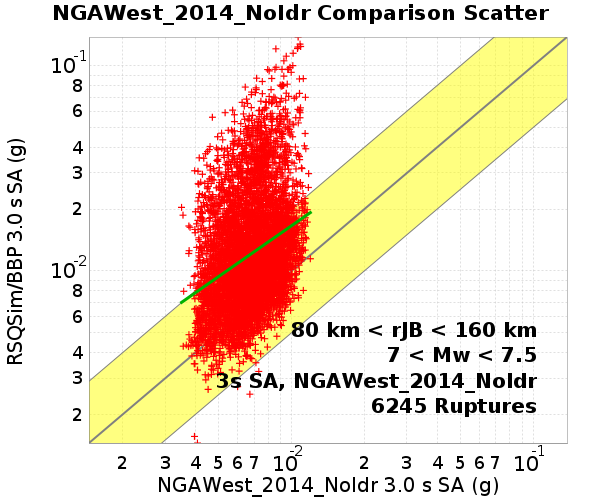 NGAWest_2014_NoIdr Comparison Scatter
10-1
8
6
4
3
2
10-2
8
6
4
3
2
RSQSim/BBP 3.0 s SA (g)
80 km < rJB < 160 km
7 < Mw < 7.5
3s SA, NGAWest_2014_NoIdr
6245 Ruptures
2 3 4 5 6 7 10-2 2 3 4 5 6 7 10-1
NGAWest_2014_NoIdr 3.0 s SA (g)